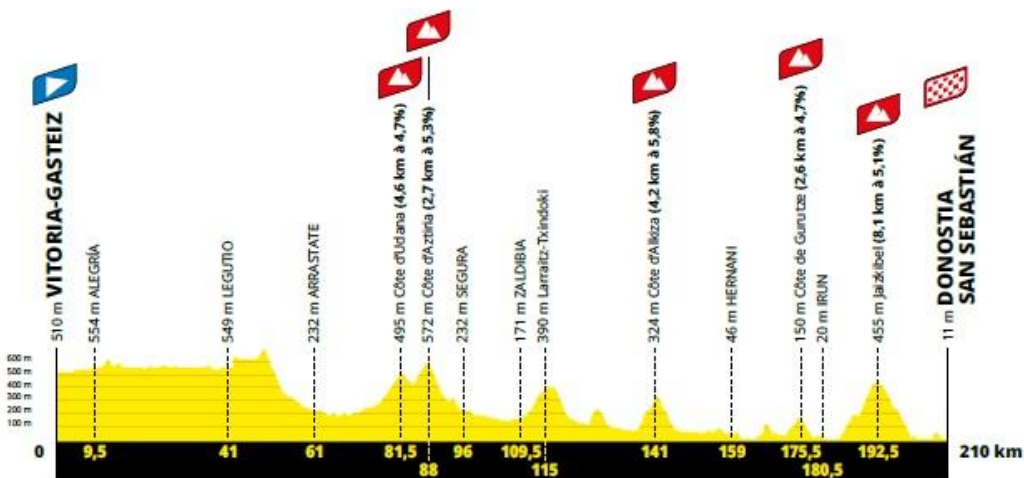 510 m VITORIA-GASTEIZ
554 m ALEGRÍA
549 m LEGUTIO
232 m ARRASTATE
495 m Côte d'Udana (4,6 km à 4,7%)
572 m Côte d'Aztiria (2,7 km à 5,3%)
232 m SEGURA
171 m ZALDIBIA
390 m Larraitz-Txindoki
324 m Côte d'Alkiza (4,2 km à 5,8%)
46 m HERNANI
150 m Côte de Gurutze (2,6 km à 4,7%)
20 m IRUN
455 m Jaizkibel (8,1 km à 5,1%)
11 m DONOSTIA
SAN SEBASTIÁN
600 m
500 m
400 m
300 m
200 m
100 m
0 9,5 41 61 81,5 96 109,5 141 159 175,5 192,5 210 km
88 115 180,5